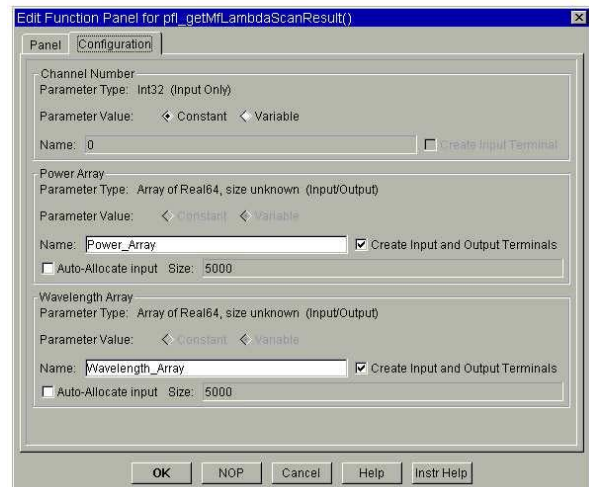 Edit Function Panel for pfl_getMfLambdaScanResult()
Panel Configuration
Channel Number
Parameter Type: Int32 (Input Only)
Parameter Value: Constant Variable
Name: 0 Create Input Terminal
Power Array
Parameter Type: Array of Real64, size unknown (Input/Output)
Parameter Value: Constant Variable
Name: Power_Array Create Input and Output Terminals
Auto-Allocate input Size: 5000
Wavelength Array
Parameter Type: Array of Real64, size unknown (Input/Output)
Parameter Value: Constant Variable
Name: Wavelength_Array Create Input and Output Terminals
Auto-Allocate input Size: 5000
OK NOP Cancel Help Instr Help